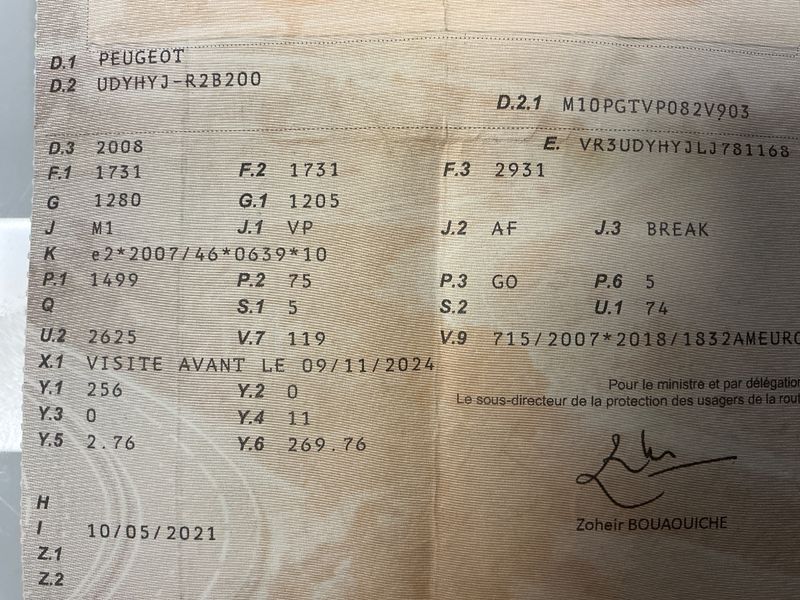 D.1 PEUGEOT
D.2 UDYHYJ-R2B200
D.2.1 M10PGTVP082V903
D.3 2008 E. VR3UDYHYJLJ781168
F.1 1731 F.2 1731 F.3 2931
G 1280 G.1 1205
J M1 J.1 VP J.2 AF J.3 BREAK
K e2*2007/46*0639*10
P.1 1499 P.2 75 P.3 GO P.6 5
Q S.1 5 S.2 U.1 74
U.2 2625 V.7 119 V.9 715/2007*2018/1832AMEURO
X.1 VISITE AVANT LE 09/11/2024
Y.1 256 Y.2 0
Pour le ministre et par délégation
Y.3 0 Y.4 11
Le sous-directeur de la protection des usagers de la rout
Y.5 2.76 Y.6 269.76
H
I 10/05/2021
Zoheir BOUAOUICHE
Z.1
Z.2